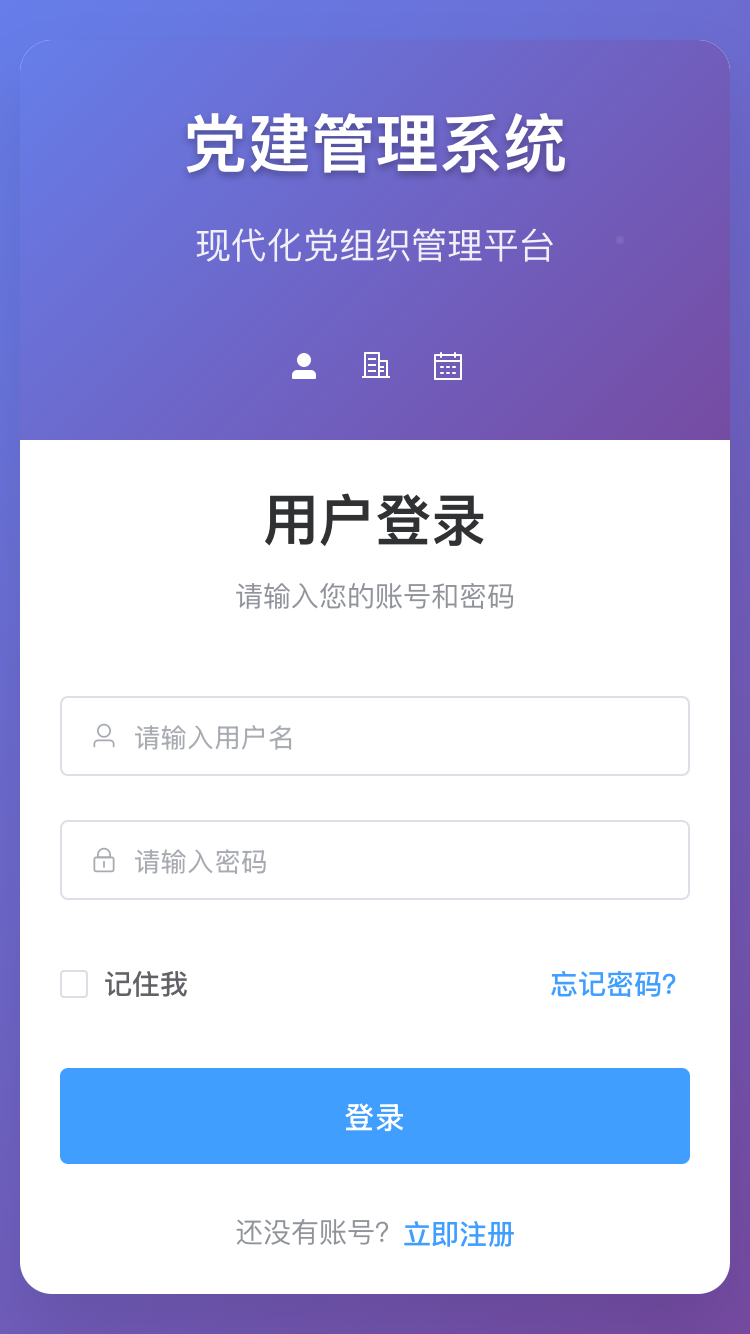 党建管理系统
现代化党组织管理平台
用户登录
请输入您的账号和密码
请输入用户名
请输入密码
记住我 忘记密码?
登录
还没有账号? 立即注册